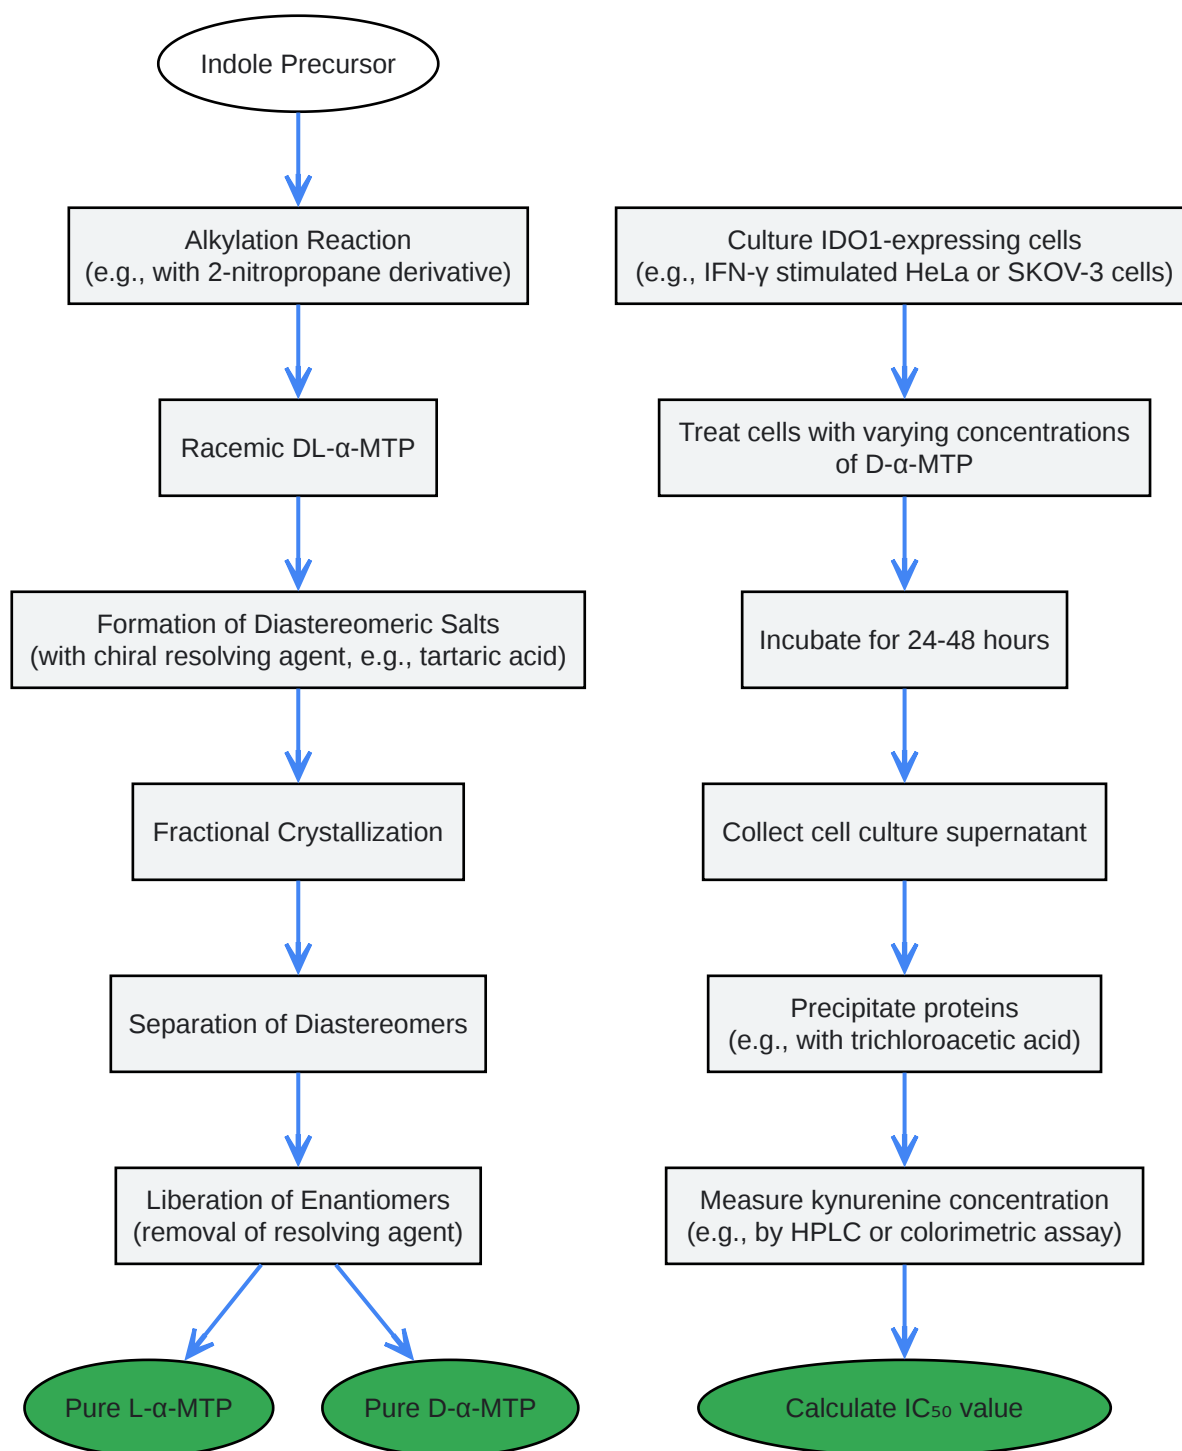 Indole Precursor
Alkylation Reaction
(e.g., with 2-nitropropane derivative)
Racemic DL-α-MTP
Formation of Diastereomeric Salts
(with chiral resolving agent, e.g., tartaric acid)
Fractional Crystallization
Separation of Diastereomers
Liberation of Enantiomers
(removal of resolving agent)
Pure L-α-MTP
Pure D-α-MTP
Culture IDO1-expressing cells
(e.g., IFN-γ stimulated HeLa or SKOV-3 cells)
Treat cells with varying concentrations
of D-α-MTP
Incubate for 24-48 hours
Collect cell culture supernatant
Precipitate proteins
(e.g., with trichloroacetic acid)
Measure kynurenine concentration
(e.g., by HPLC or colorimetric assay)
Calculate IC₅₀ value